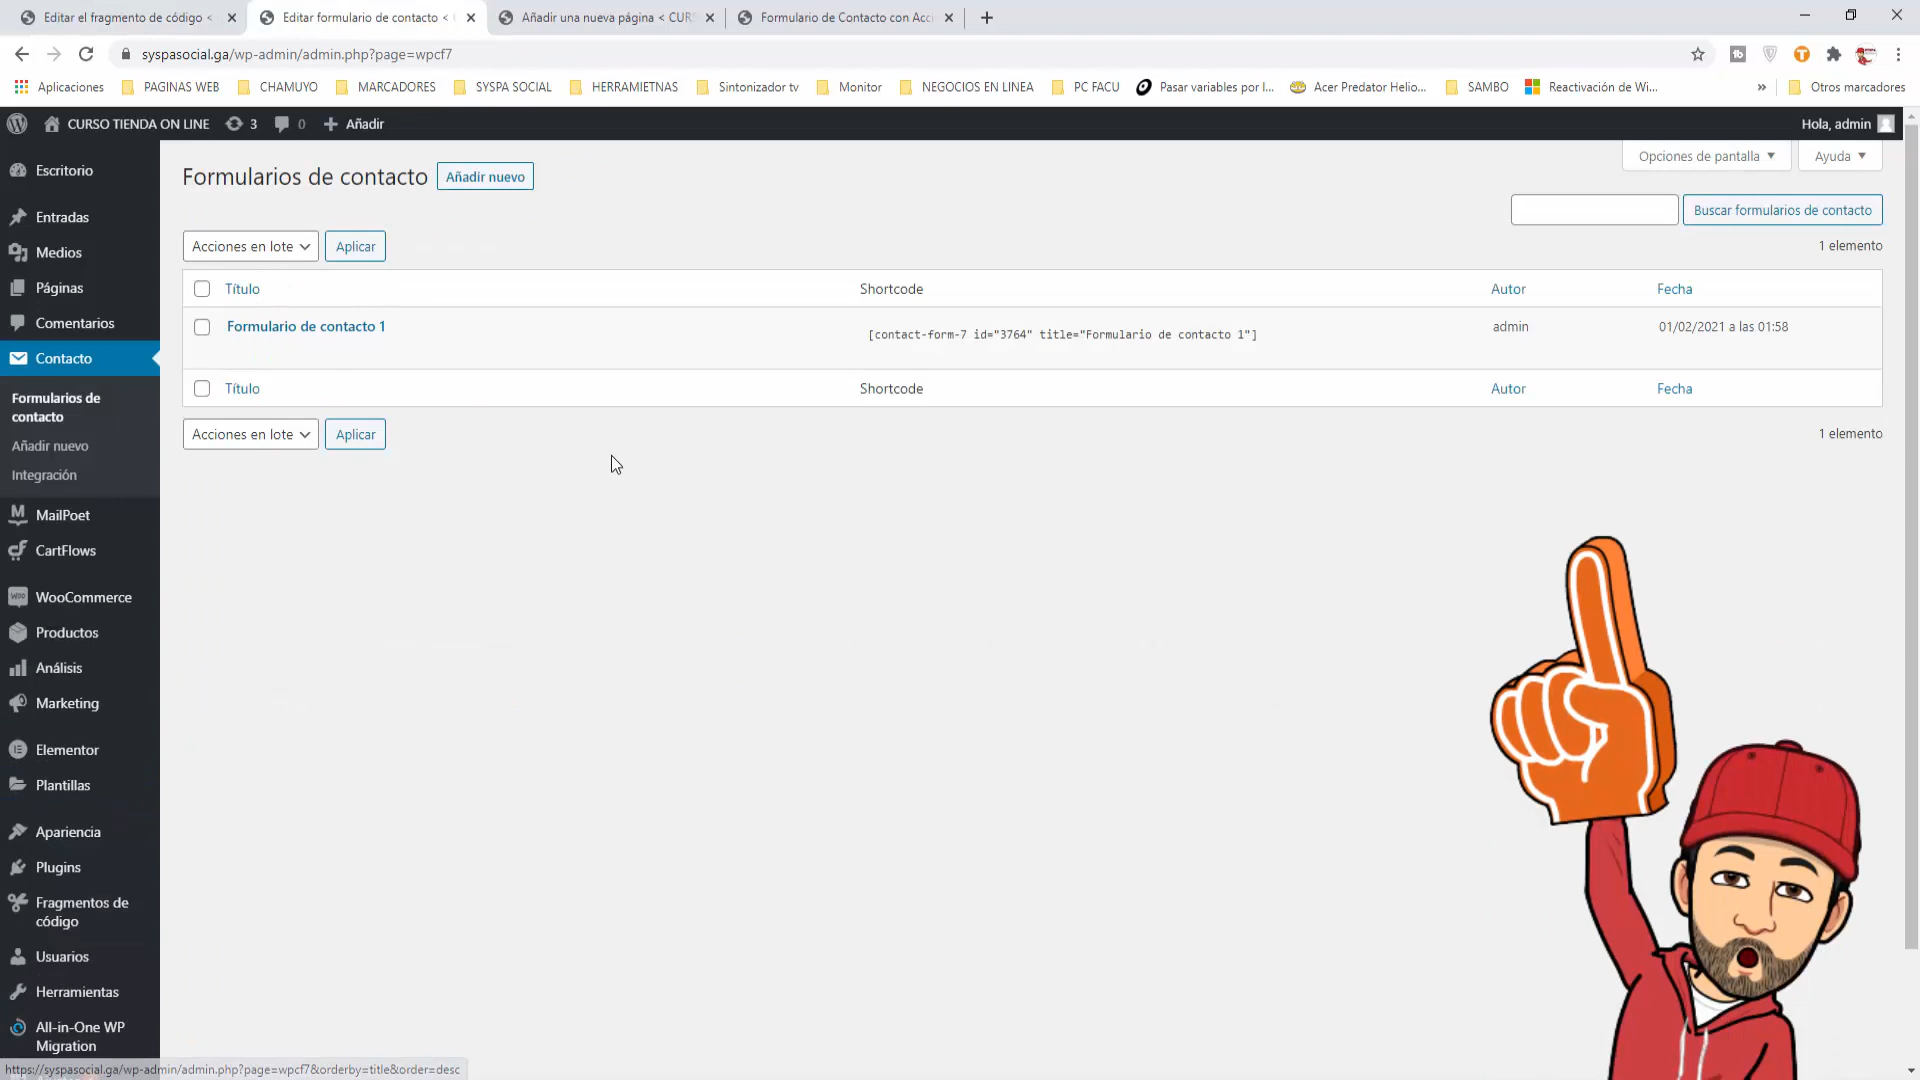 Editar el fragmento de código <
Editar formulario de contacto <
Añadir una nueva página < CUR
Formulario de Contacto con Acc
syspasocial.ga/wp-admin/admin.php?page=wpcf7
Aplicaciones
PAGINAS WEB
CHAMUYO
MARCADORES
SYSPA SOCIAL
HERRAMIETNAS
Sintonizador tv
Monitor
NEGOCIOS EN LINEA
PC FACU
Pasar variables por l...
Acer Predator Helio...
SAMBO
Reactivación de Wi...
»
Otros marcadores
CURSO TIENDA ON LINE
3
0
Añadir
Hola, admin
Escritorio
Entradas
Medios
Páginas
Comentarios
Contacto
Formularios de
contacto
Añadir nuevo
Integración
MailPoet
CartFlows
WooCommerce
Productos
Análisis
Marketing
Elementor
Plantillas
Apariencia
Plugins
Fragmentos de
código
Usuarios
Herramientas
All-in-One WP
Migration
Opciones de pantalla
Ayuda
Formularios de contacto
Añadir nuevo
Buscar formularios de contacto
Acciones en lote
Aplicar
1 elemento
Título
Shortcode
Autor
Fecha
Formulario de contacto 1
[contact-form-7 id="3764" title="Formulario de contacto 1"]
admin
01/02/2021 a las 01:58
Título
Shortcode
Autor
Fecha
Acciones en lote
Aplicar
1 elemento
https://syspasocial.ga/wp-admin/admin.php?page=wpcf7&orderby=title&order=desc